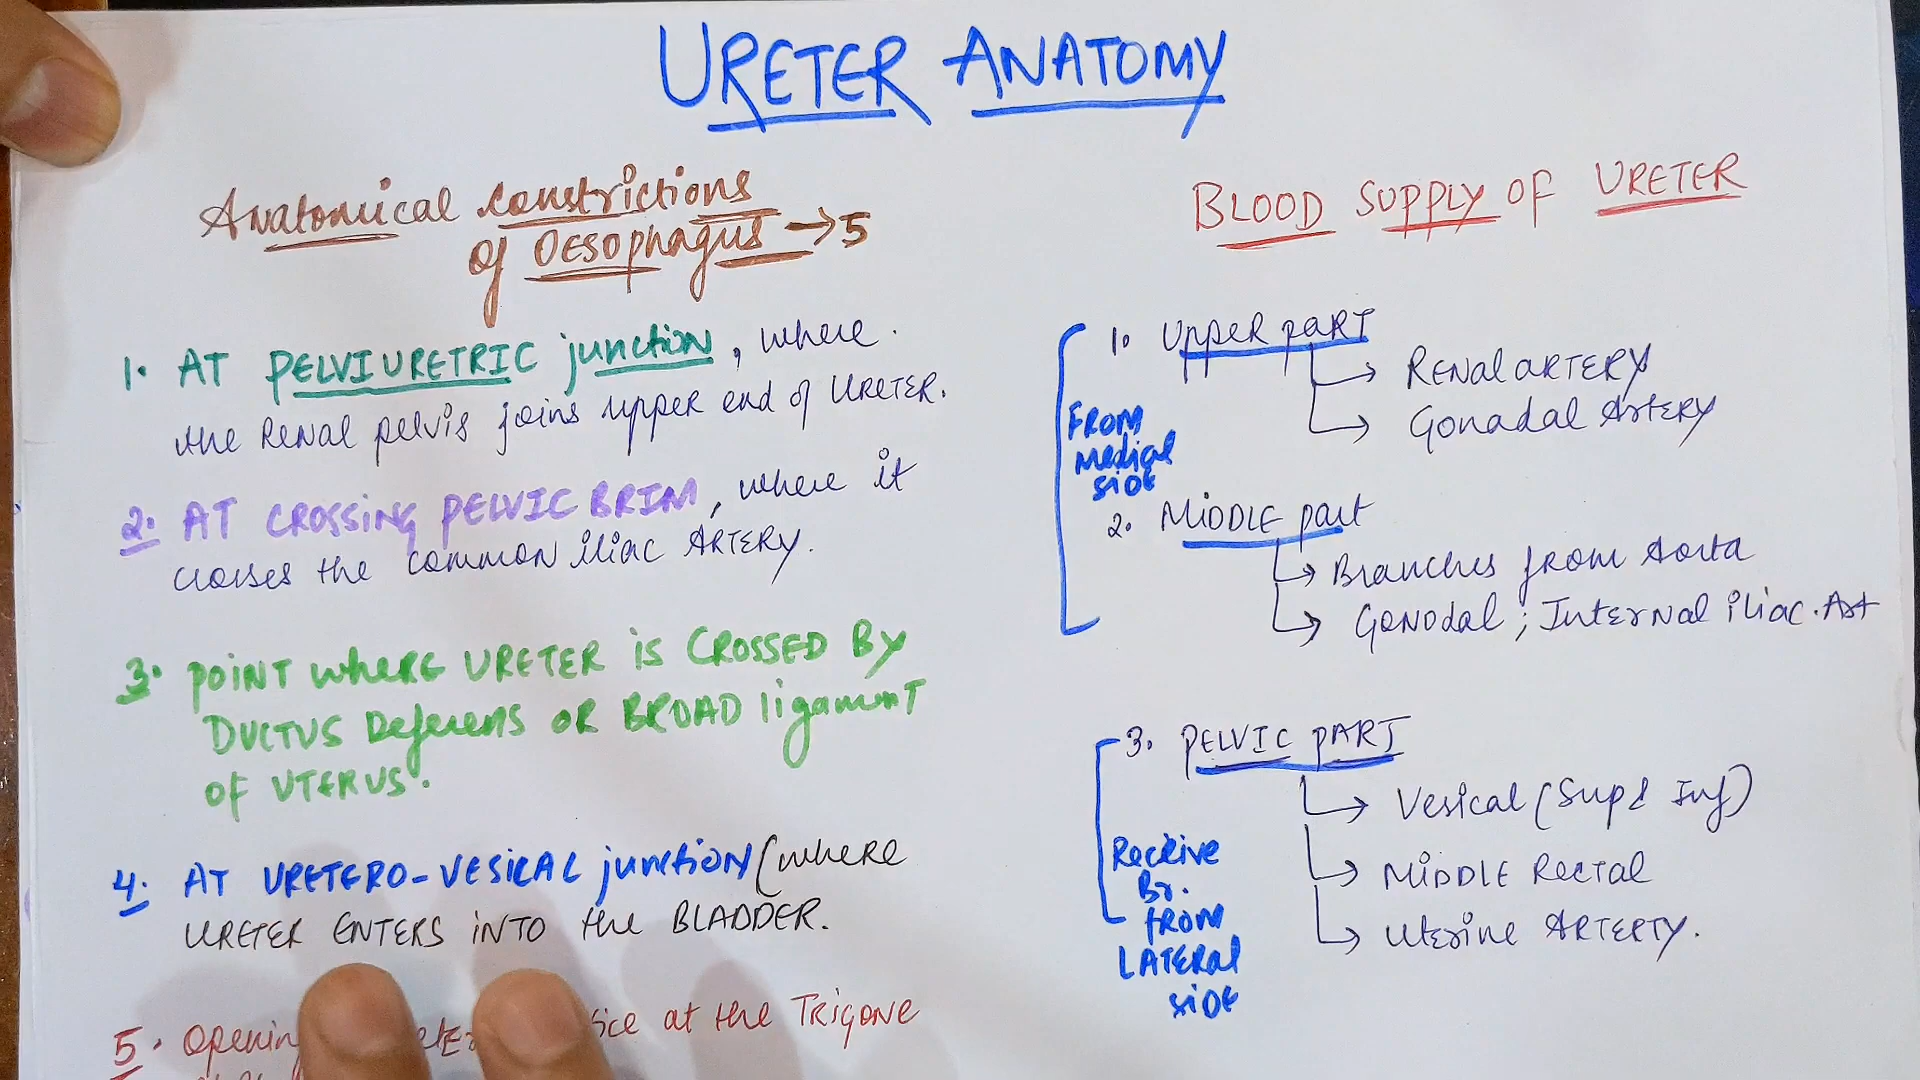 URETER ANATOMY
Anatomical constrictions
of OESophagus → 5
1. AT PELVIURETRIC junction, where
the Renal pelvis joins upper end of URETER.
2. AT CROSSING PELVIC BRIM, where it
crosses the common iliac ARTERY.
3. POINT WHERE URETER iS CROSSED By
DUCTUS Deferens OR BROAD ligament
OF UTERUS.
4. AT URETERO-VESICAL junction (where
URETER ENTERS iNTO the BLADDER.
5. Opening at the TRIGONE
BLOOD SUPPLY OF URETER
1. Upper paRT
→ RENal aRTERY
→ Gonadal ArtERY
FROM
Medical
siDE
2. MiDDLE part
→ Branches from Aorta
→ GONodal ; Internal iliac. Art
3. PELVIC PART
→ Vesical (Sup & Inf)
→ MiDDLE Rectal
→ Uterine ARTERTY.
Receive
Br.
from
LATERal
siDE